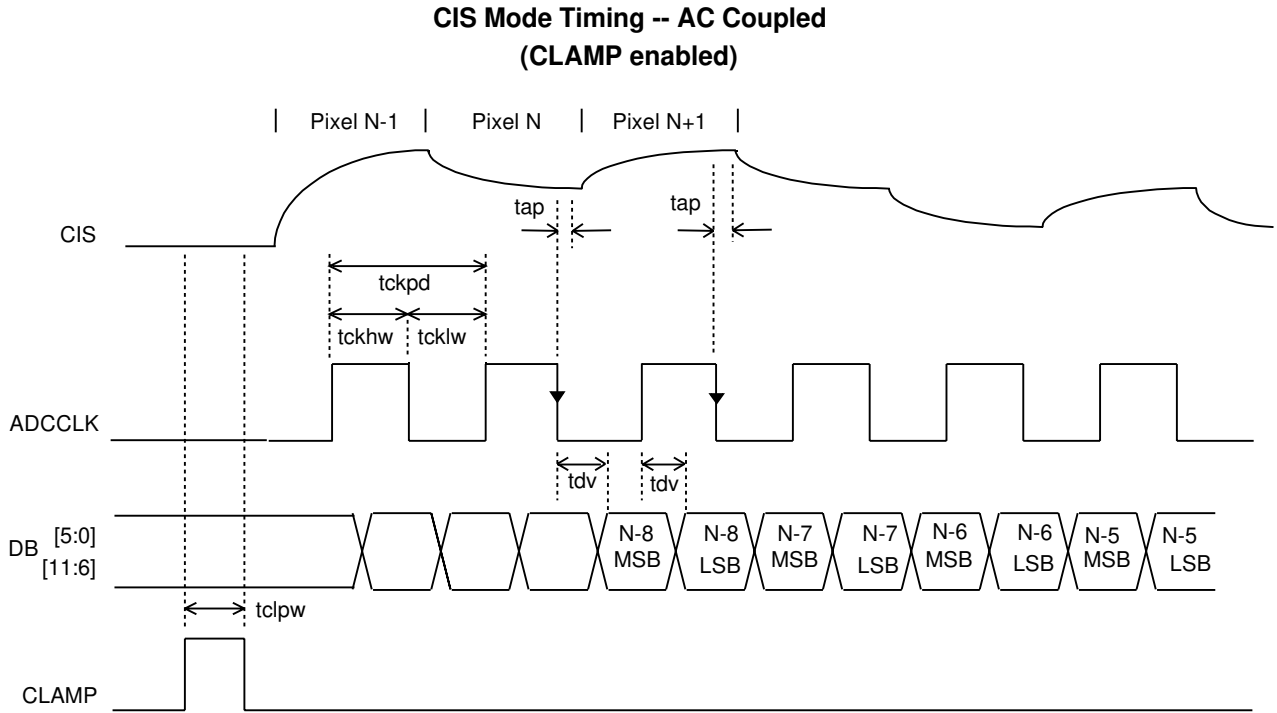 CIS Mode Timing -- AC Coupled
(CLAMP enabled)
| Pixel N-1 | Pixel N | Pixel N+1 |
tap
tap
CIS
tckpd
tckhw
tcklw
ADCCLK
tdv
tdv
DB [5:0]
[11:6]
N-8 MSB
N-8 LSB
N-7 MSB
N-7 LSB
N-6 MSB
N-6 LSB
N-5 MSB
N-5 LSB
tclpw
CLAMP